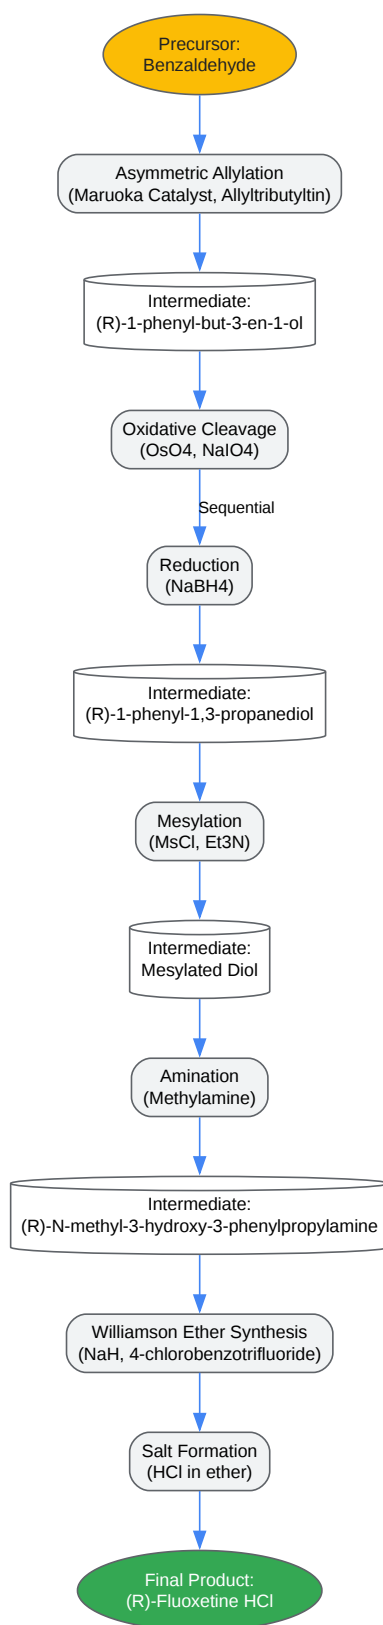 Precursor:
Benzaldehyde
Asymmetric Allylation
(Maruoka Catalyst, Allyltributyltin)
Intermediate:
(R)-1-phenyl-but-3-en-1-ol
Oxidative Cleavage
(OsO4, NaIO4)
Sequential
Reduction
(NaBH4)
Intermediate:
(R)-1-phenyl-1,3-propanediol
Mesylation
(MsCl, Et3N)
Intermediate:
Mesylated Diol
Amination
(Methylamine)
Intermediate:
(R)-N-methyl-3-hydroxy-3-phenylpropylamine
Williamson Ether Synthesis
(NaH, 4-chlorobenzotrifluoride)
Salt Formation
(HCl in ether)
Final Product:
(R)-Fluoxetine HCl